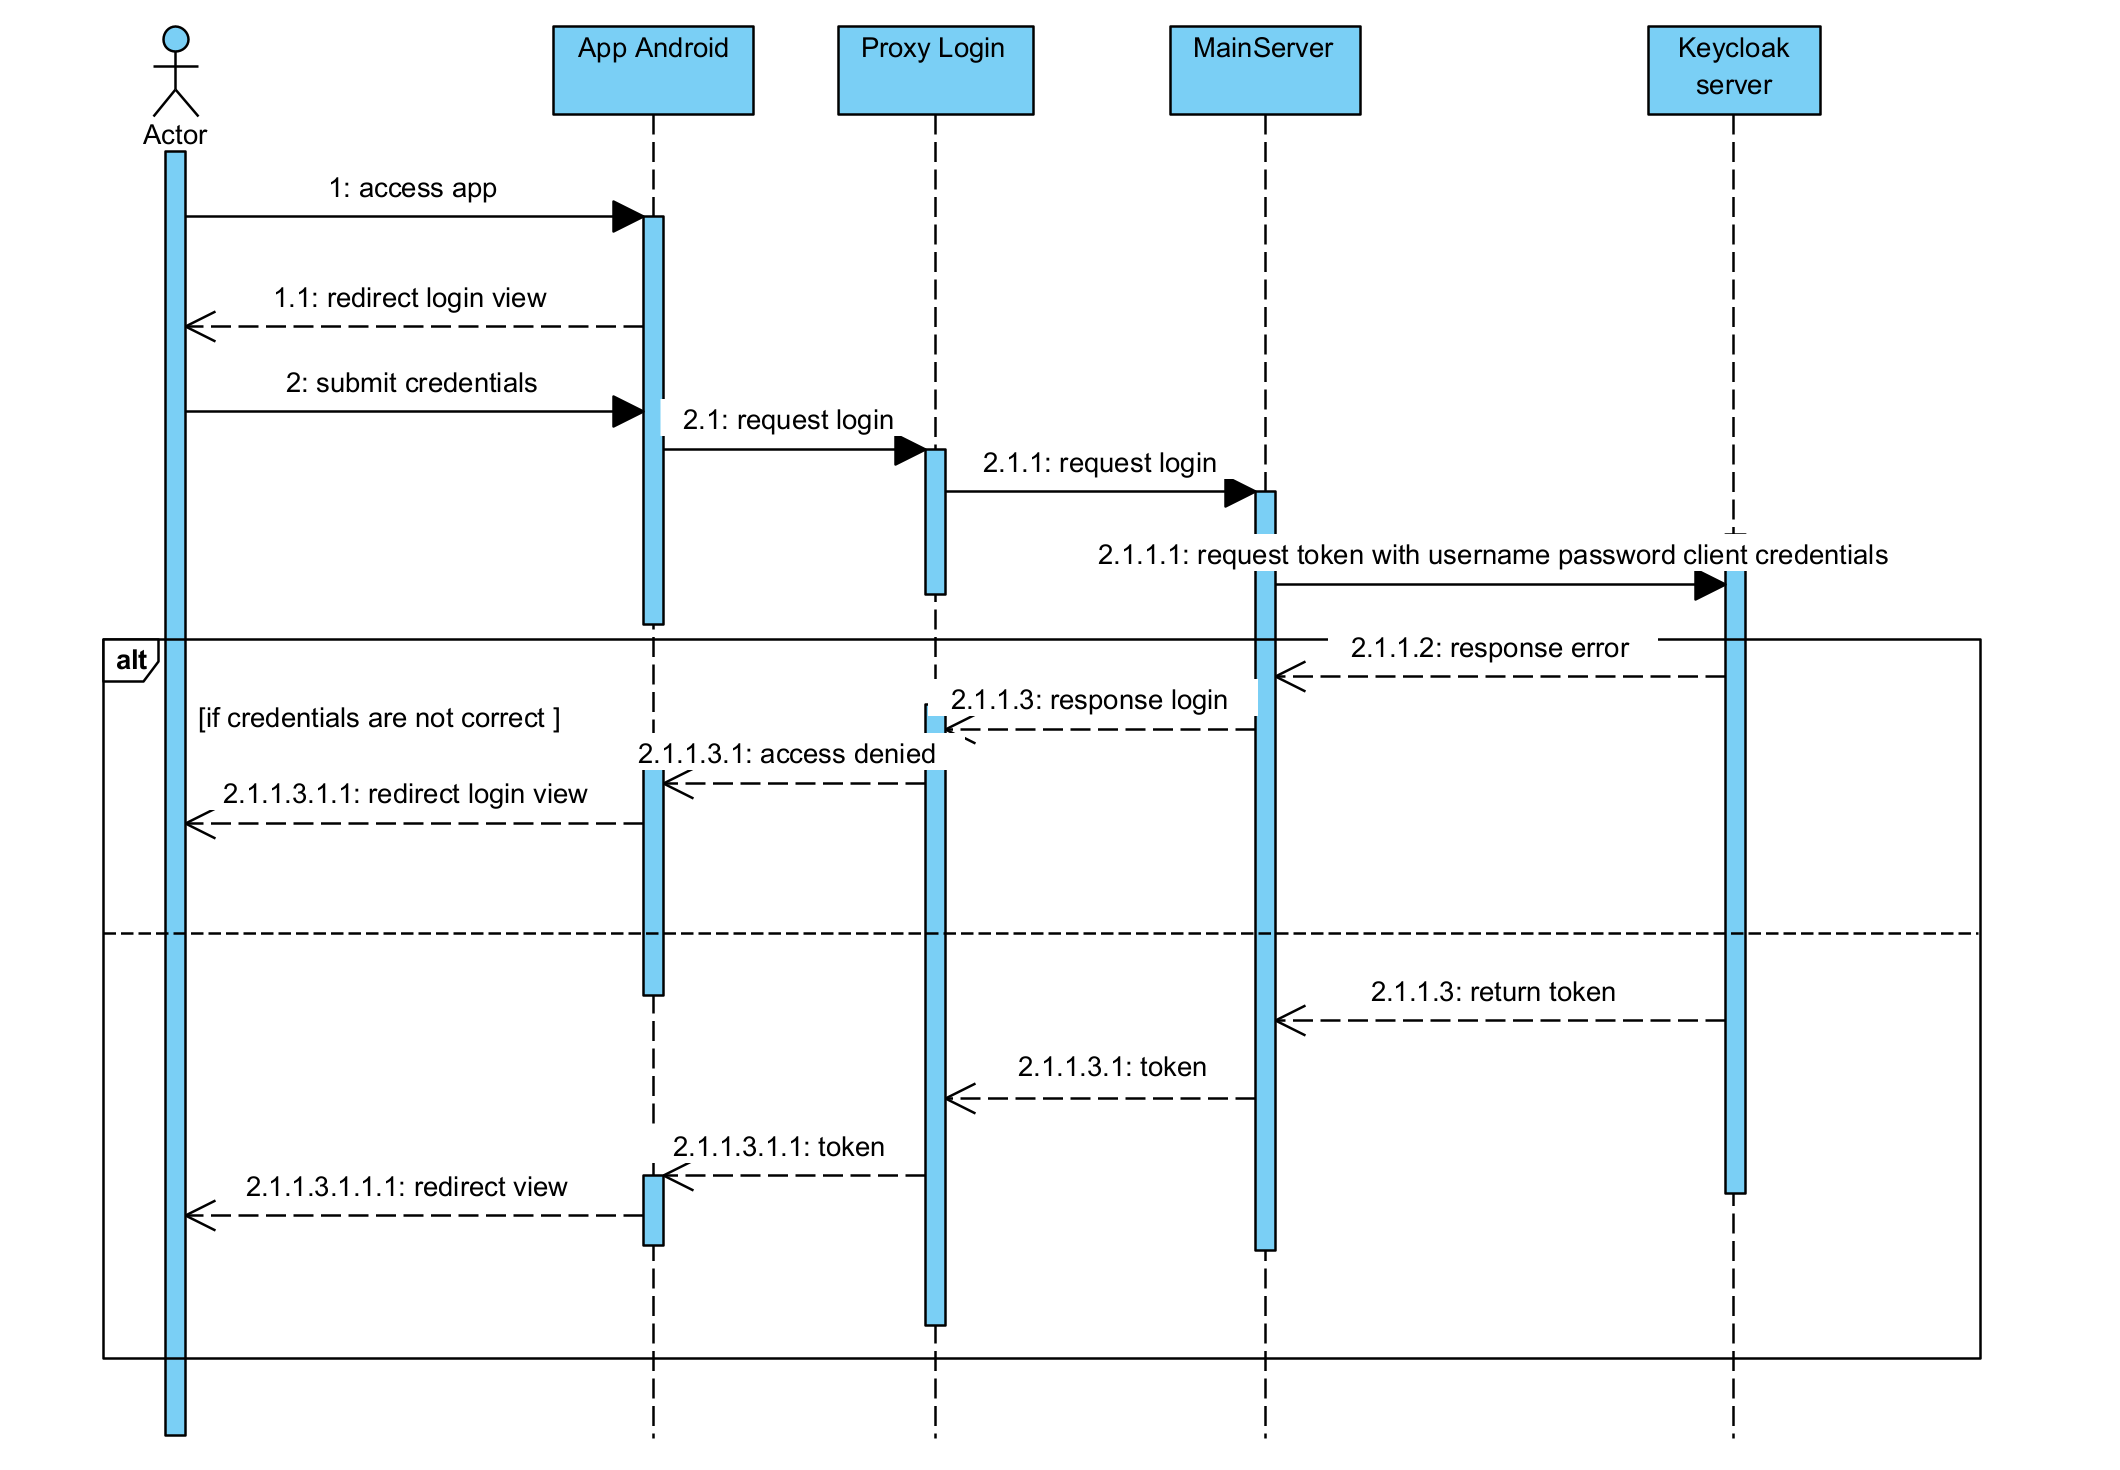 App Android
Proxy Login
MainServer
Keycloak
server
Actor
1: access app
1.1: redirect login view
2: submit credentials
2.1: request login
2.1.1: request login
2.1.1.1: request token with username password client credentials
alt
2.1.1.2: response error
2.1.1.3: response login
[if credentials are not correct ]
2.1.1.3.1: access denied
2.1.1.3.1.1: redirect login view
2.1.1.3: return token
2.1.1.3.1: token
2.1.1.3.1.1: token
2.1.1.3.1.1.1: redirect view